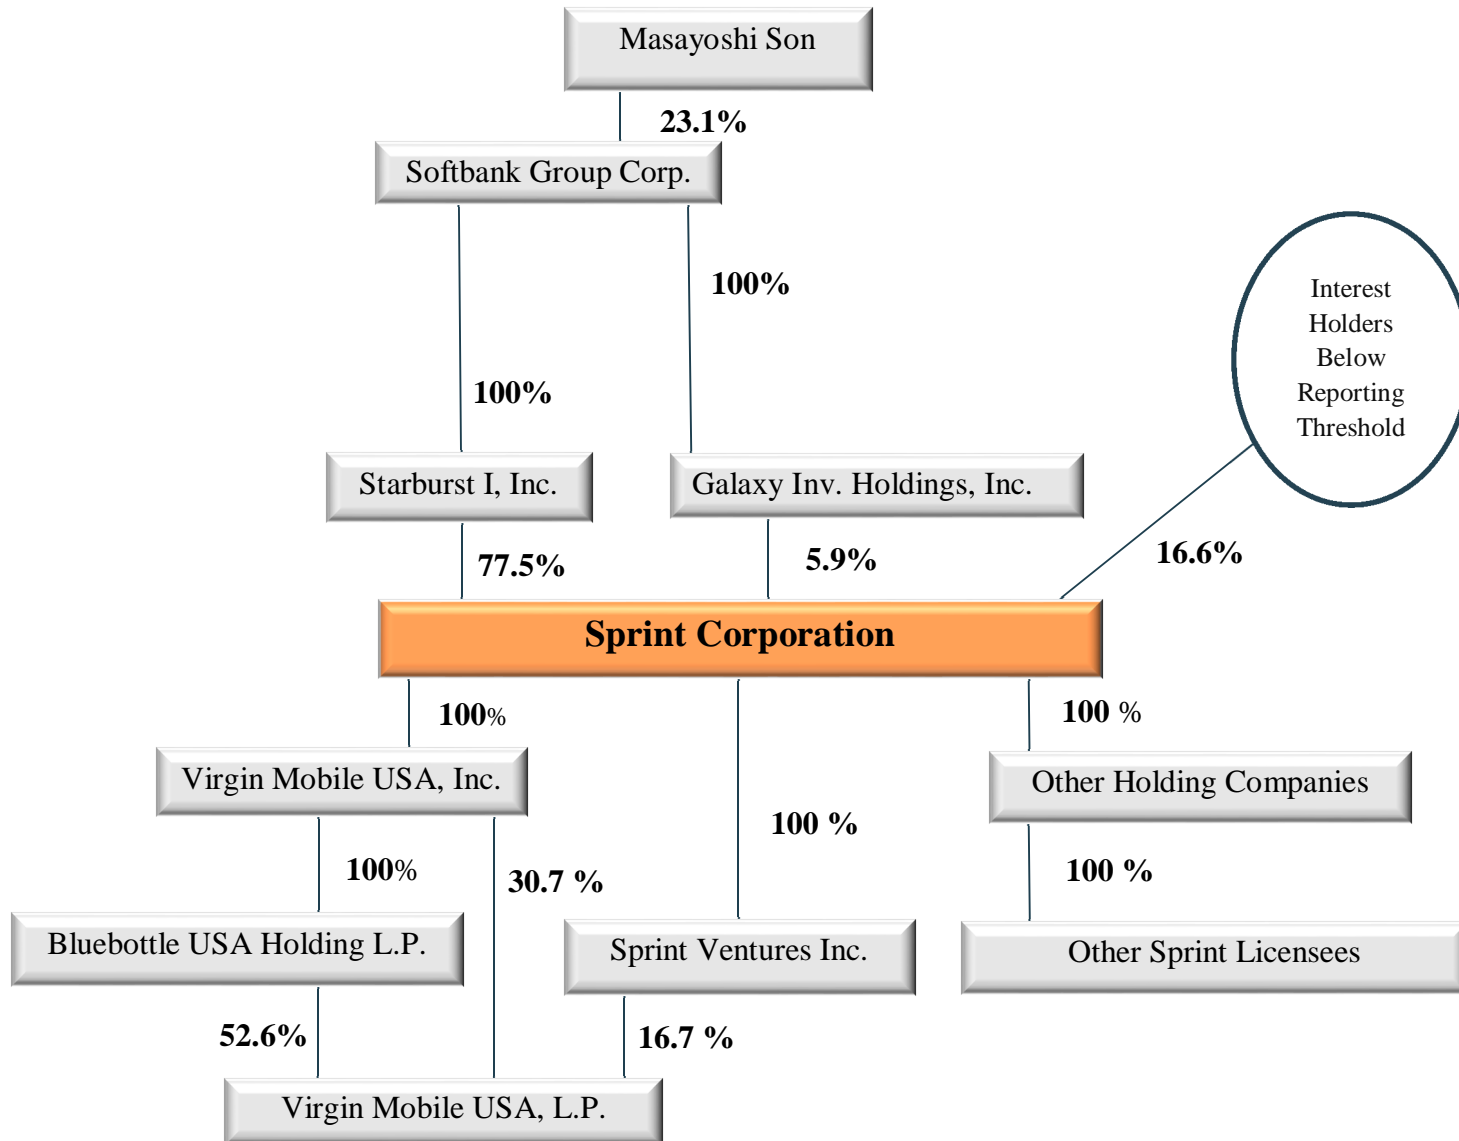 Masayoshi Son
23.1%
Softbank Group Corp.
100%
Interest
Holders
Below
Reporting
Threshold
100%
Starburst I, Inc.
Galaxy Inv. Holdings, Inc.
77.5%
5.9%
16.6%
Sprint Corporation
100%
100 %
Virgin Mobile USA, Inc.
Other Holding Companies
100 %
100%
30.7 %
100 %
Bluebottle USA Holding L.P.
Sprint Ventures Inc.
Other Sprint Licensees
52.6%
16.7 %
Virgin Mobile USA, L.P.